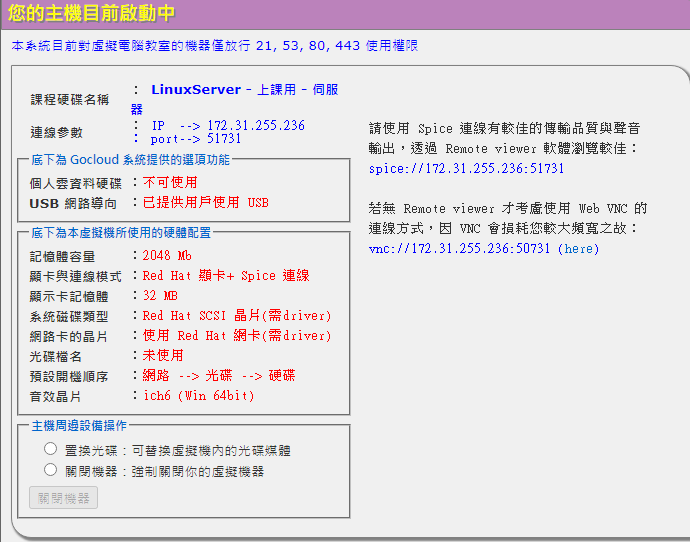 您的主機目前啟動中
本系統目前對虛擬電腦教室的機器僅放行 21, 53, 80, 443 使用權限
課程硬碟名稱 ： LinuxServer - 上課用 - 伺服
器
連線參數 ： IP --> 172.31.255.236
： port--> 51731
底下為 Gocloud 系統提供的選項功能
個人雲資料硬碟 ：不可使用
USB 網路導向 ：已提供用戶使用 USB
底下為本虛擬機所使用的硬體配置
記憶體容量 ：2048 Mb
顯卡與連線模式 ：Red Hat 顯卡+ Spice 連線
顯示卡記憶體 ：32 MB
系統磁碟類型 ：Red Hat SCSI 晶片(需driver)
網路卡的晶片 ：使用 Red Hat 網卡(需driver)
光碟檔名 ：未使用
預設開機順序 ：網路 --> 光碟 --> 硬碟
音效晶片 ：ich6 (Win 64bit)
主機周邊設備操作
置換光碟：可替換虛擬機內的光碟媒體
關閉機器：強制關閉你的虛擬機器
關閉機器
請使用 Spice 連線有較佳的傳輸品質與聲音
輸出，透過 Remote viewer 軟體瀏覽較佳：
spice://172.31.255.236:51731
若無 Remote viewer 才考慮使用 Web VNC 的
連線方式，因 VNC 會損耗您較大頻寬之故：
vnc://172.31.255.236:50731 (here)